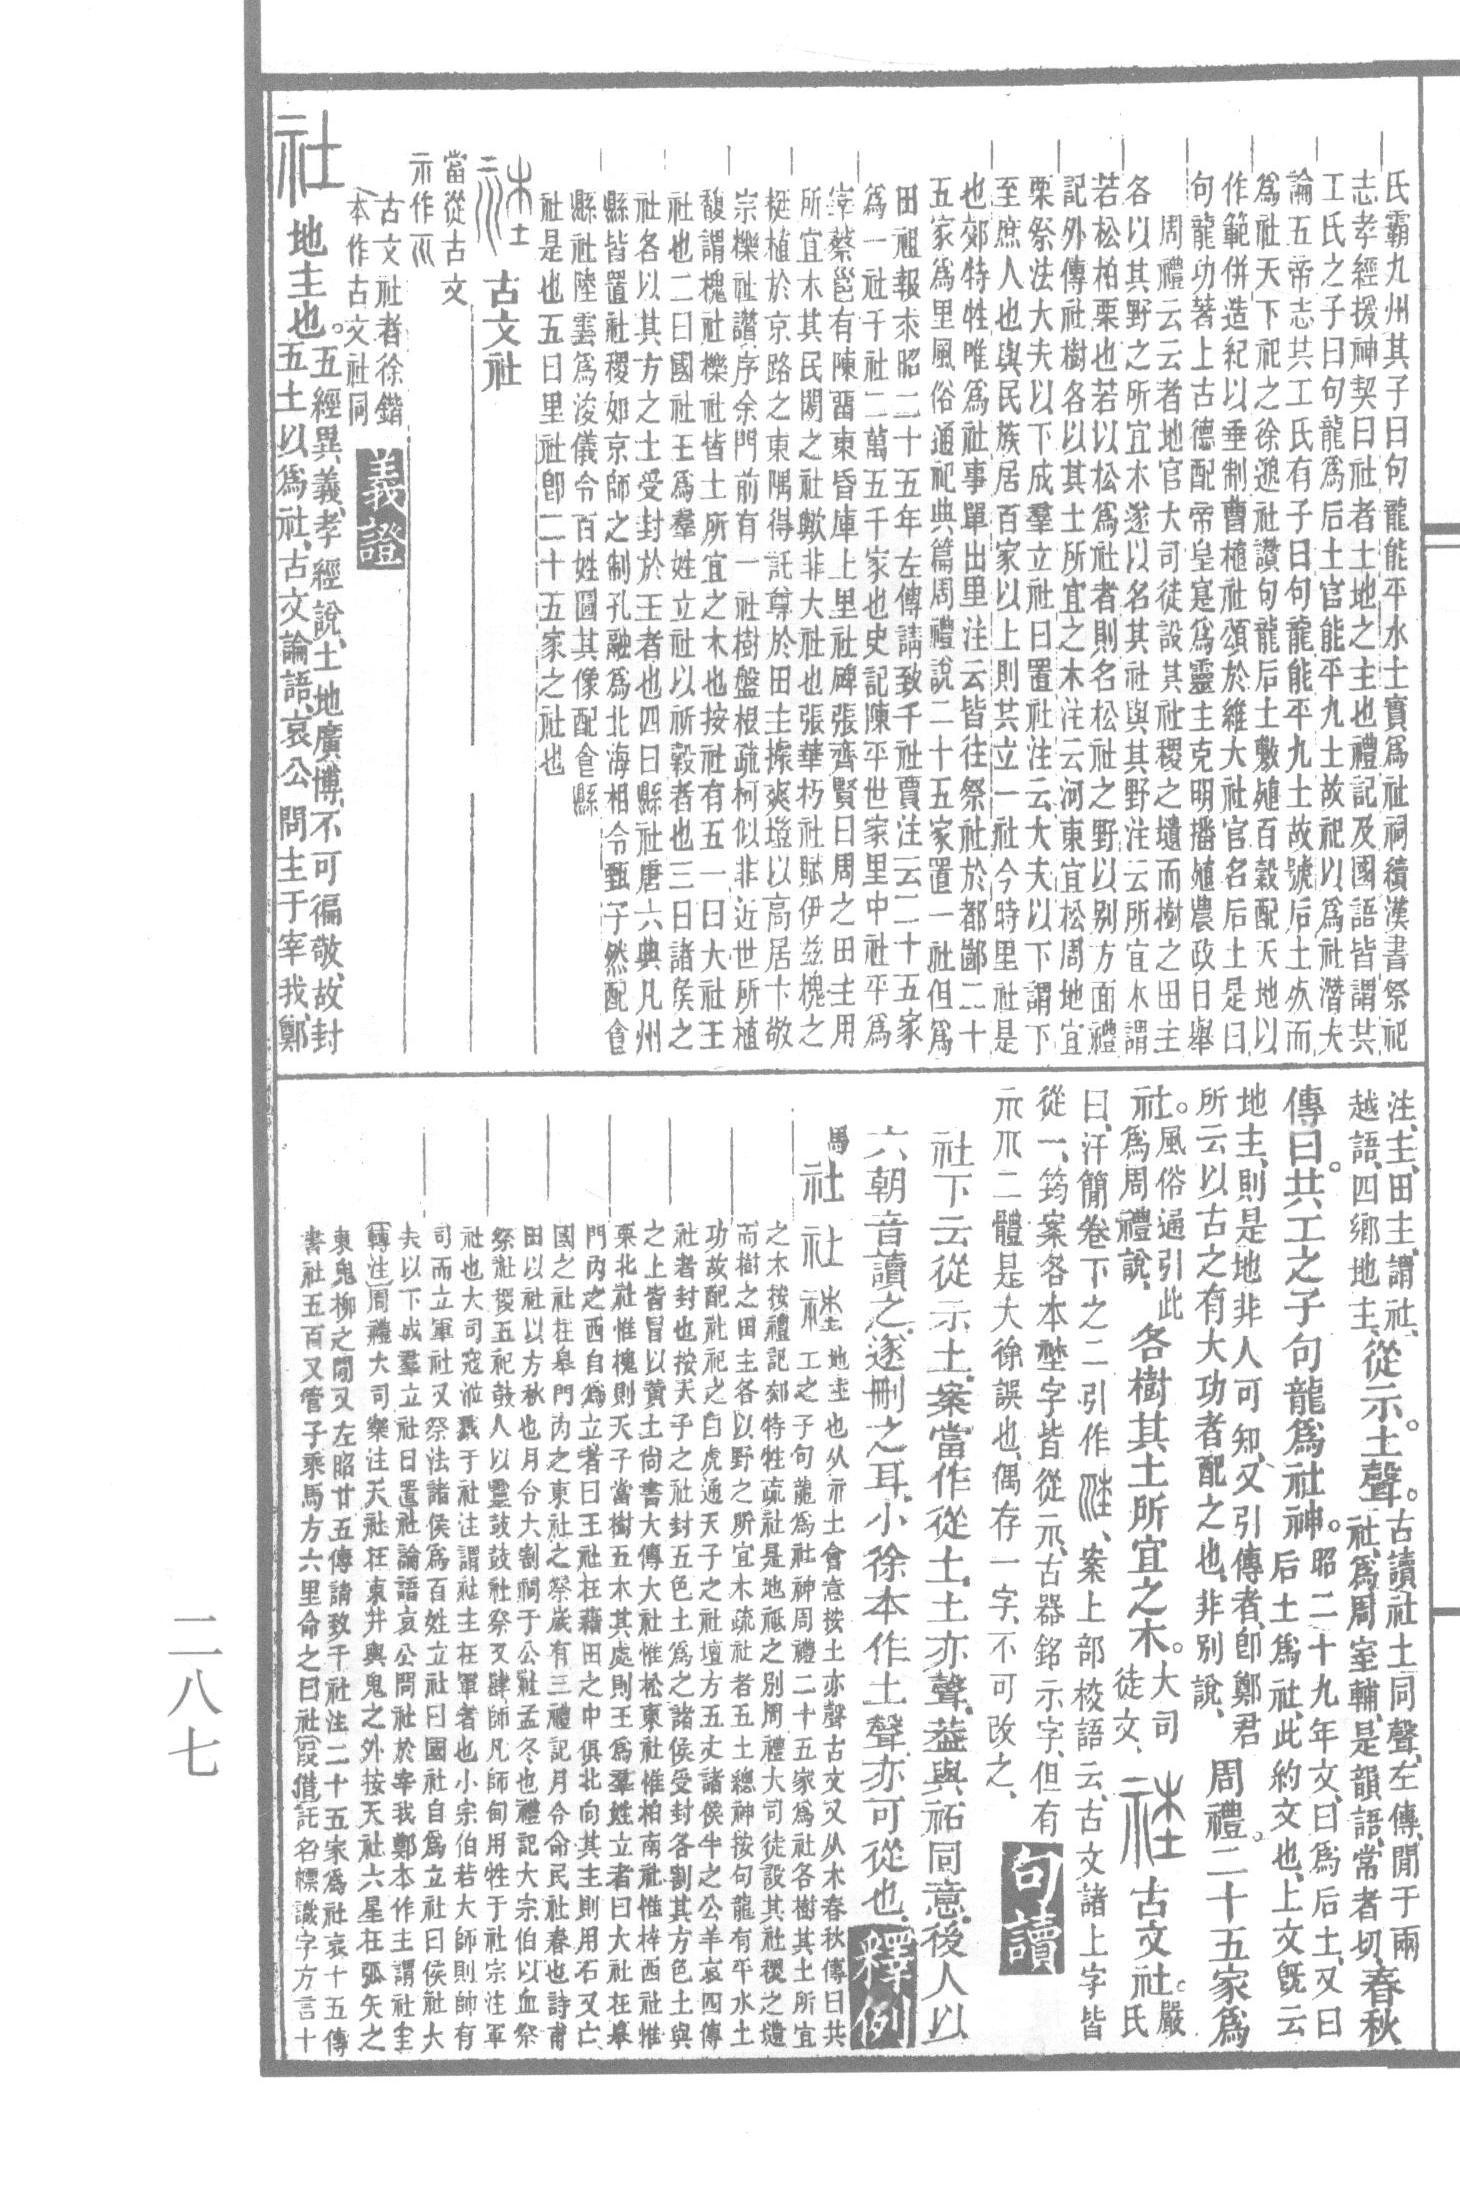 氏霸九州其子曰句龍能平水土實爲社祠續漢書祭祀
志孝經援神契曰社者土地之主也禮記及國語皆謂共
工氏之子曰句龍爲后土官能平九土故祀以爲社潛夫
論五帝志共工氏有子曰句龍能平九土故號后土㱾而
爲社天下祀之徐邈社讚句龍后土敷殖百穀配天地以
作範併造紀以垂制曹植社頌於維大社官名后土是曰
句龍功著上古德配帝皇寔爲靈主克明播殖農政曰舉
周禮云云者地官大司徒設其社稷之壝而樹之田主
各以其野之所宜木遂以名其社與其野注云所宜木謂
若松柏栗也若以松爲社者則名松社之野以别方面禮
記外傳社樹各以其土所宜之木注云河東宜松周地宜
栗祭法大夫以下成羣立社曰置社注云大夫以下謂下
至庶人也與民族居百家以上則共立一社今時里社是
也郊特牲唯爲社事單出里注云皆往祭社於都鄙二十
五家爲里風俗通祀典篇周禮說二十五家置一社但爲
田祖報求昭二十五年左傳請致千社賈注云二十五家
爲一社千社二萬五千家也史記陳平世家里中社平爲
宰蔡邕有陳畱東昏庫上里社碑張齊賢曰周之田主用
所宜木其民閒之社歟非大社也張華朽社賦伊兹槐之
挺植於京路之東隅得託尊於田主據爽塏以高居卞敬
宗櫟社讚序余門前有一社樹盤根疏柯似非近世所植
馥謂槐社櫟社皆土所宜之木也按社有五一曰大社王
社也二曰國社王爲羣姓立社以祈穀者也三曰諸侯之
社各以其方之土受封於王者也四曰縣社唐六典凡州
縣皆置社稷如京師之制孔融爲北海相令甄子然配食
縣社陸雲爲浚儀令百姓圖其像配食縣
社是也五曰里社卽二十五家之社也
古文社
當從古文
示作𠫪
古文社者徐鍇
本作古文社同
義證
社
地主也。五經異義、孝經說、土地廣博、不可徧敬、故封
五土以爲社、古文論語、哀公問主于宰我、鄭
注、主、田主、謂社、
越語、四鄉地主、從示。土聲。古讀社土同聲、左傳、閒于兩
社、爲周室輔、是韻語、常者切、春秋
傳曰。共工之子句龍爲社神。昭二十九年文、曰爲后土、又曰
后土爲社、此約文也、上文旣云
地主、則是地非人可知、又引傳者、卽鄭君
所云以古之有大功者配之也、非別說、周禮。二十五家爲
社。風俗通引此
爲周禮說、各樹其土所宜之木。大司
徒文、古文社。嚴氏
曰、汗簡卷下之二引作、案上部校語云、古文諸上字皆
從一、筠案各本埜字皆從示、古器銘示字、但有
示𠫪二體是大徐誤也、偶存一字、不可改之、
句讀
社下云從示土、案當作從土、土亦聲、葢與祏同意、後人以
六朝音讀之、遂刪之耳、小徐本作土聲、亦可從也、
釋例
馬
社 社 地主也从示土會意按土亦聲古文又从木春秋傳曰共
工之子句龍爲社神周禮二十五家爲社各樹其土所宜
之木按禮記郊特牲疏社是地祗之別周禮大司徒設其社稷之壝
而樹之田主各以野之所宜木疏社者五土總神按句龍有平水土
功故配社祀之白虎通天子之社壇方五丈諸侯半之公羊哀四傳
社者封也按天子之社封五色土爲之諸侯受封各割其方色土與
之上皆冒以黄土尚書大傳大社惟松東社惟柏南社惟梓西社惟
栗北社惟槐則天子當樹五木其處則王爲羣姓立者曰大社在皋
門內之西自爲立者曰王社在藉田之中俱北向其主則用石又亡
國之社在皋門內之東社之祭歲有三禮記月令命民社春也詩甫
田以社以方秋也月令大割祠于公社孟冬也禮記大宗伯以血祭
祭社稷五祀鼓人以靈鼓鼓社祭又肆師凡師甸用牲于社宗注軍
社也大司寇涖戮于社注謂社主在軍者也小宗伯若大師則帥有
司而立軍社又祭法諸侯爲百姓立社曰國社自爲立社曰侯社大
夫以下成羣立社曰置社論語哀公問社於宰我鄭本作主謂社主
轉注周禮大司樂注天社在東井輿鬼之外按天社六星在弧矢之
東鬼柳之閒又左昭廿五傳請致千社注二十五家爲社哀十五傳
書社五百又管子乘馬方六里命之曰社叚借託名幖識字方言十
二八七